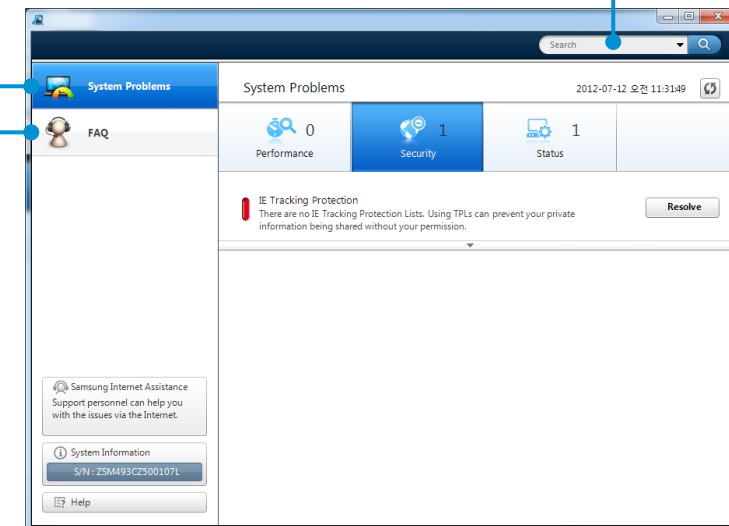 Search
System Problems
FAQ
System Problems
2012-07-12 오전 11:31:49
0
Performance
1
Security
1
Status
IE Tracking Protection
There are no IE Tracking Protection Lists. Using TPLs can prevent your private
information being shared without your permission.
Resolve
Samsung Internet Assistance
Support personnel can help you
with the issues via the Internet.
System Information
S/N : ZSM493CZ500107L
Help